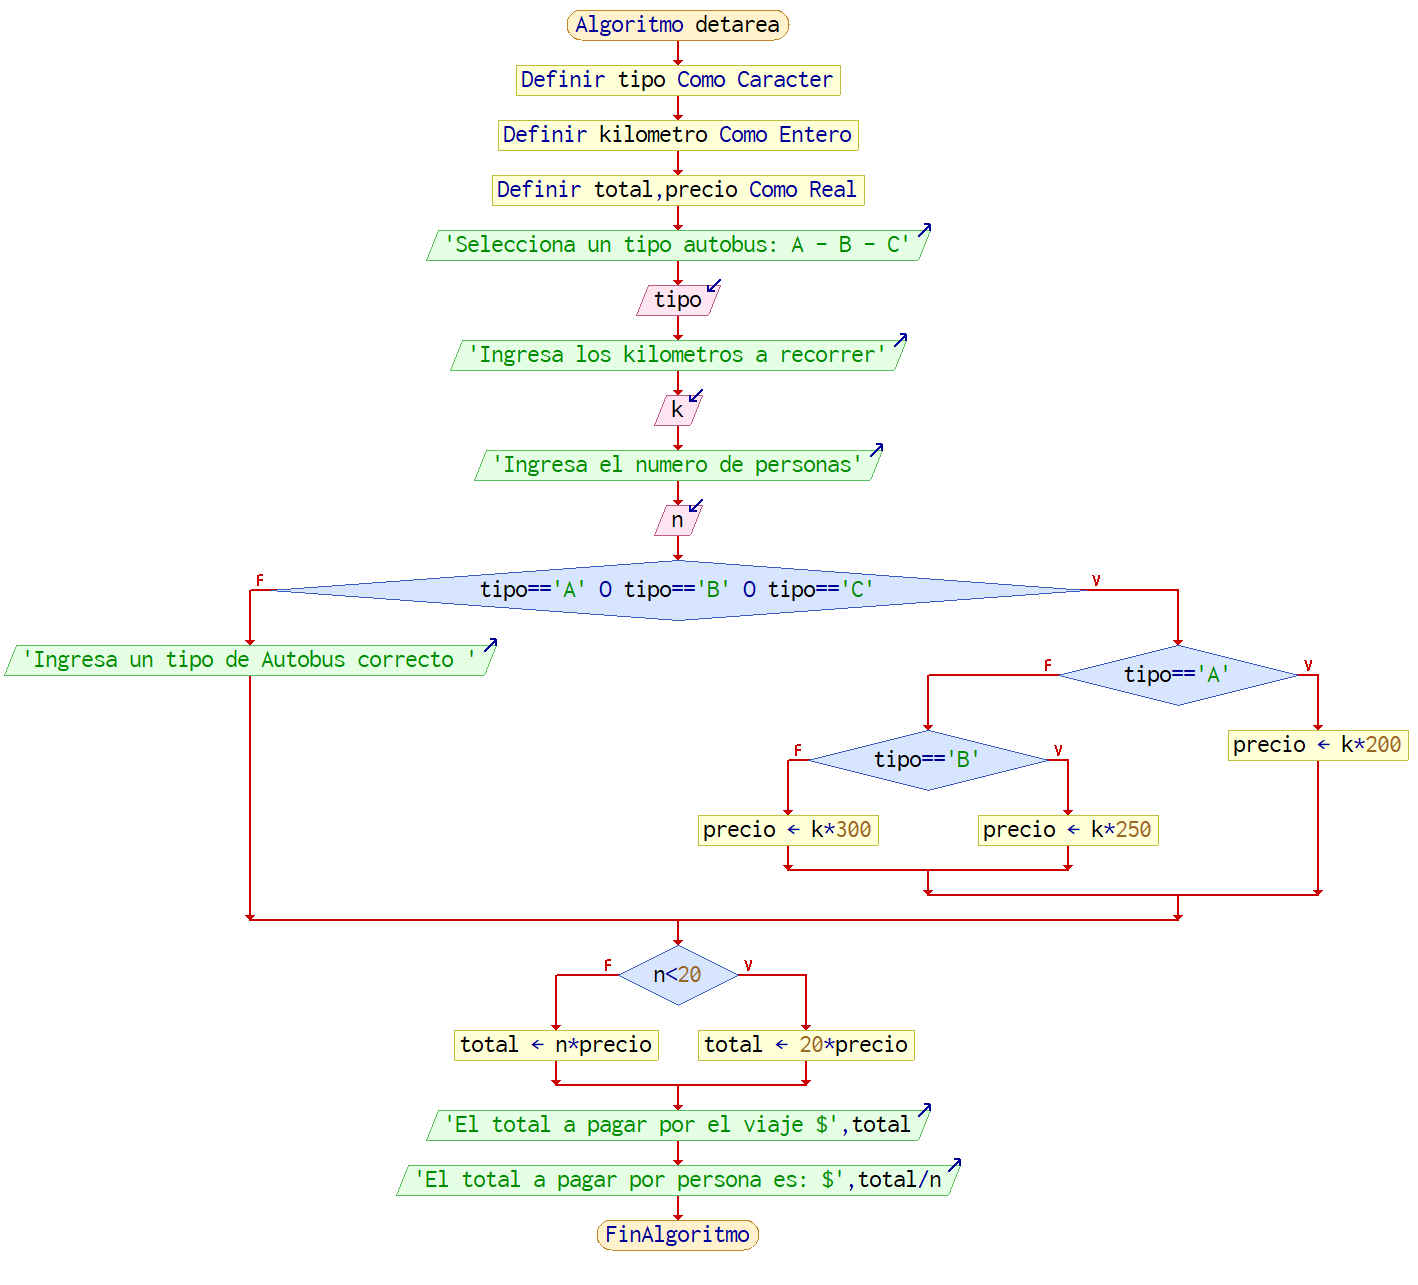 Algoritmo detarea
Definir tipo Como Caracter
Definir kilometro Como Entero
Definir total,precio Como Real
'Selecciona un tipo autobus: A - B - C'
tipo
'Ingresa los kilometros a recorrer'
k
'Ingresa el numero de personas'
n
F
tipo=='A' O tipo=='B' O tipo=='C'
V
'Ingresa un tipo de Autobus correcto '
F
tipo=='A'
V
precio ← k*200
F
tipo=='B'
V
precio ← k*300
precio ← k*250
F
n<20
V
total ← n*precio
total ← 20*precio
'El total a pagar por el viaje $',total
'El total a pagar por persona es: $',total/n
FinAlgoritmo